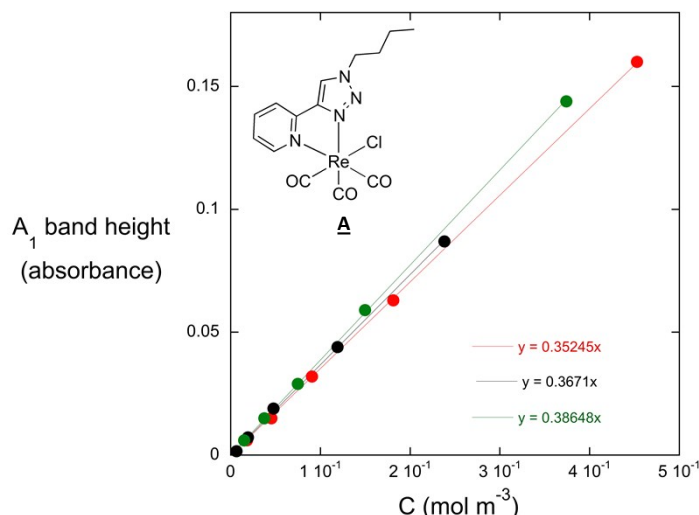 N
N
N
N
Cl
Re
OC
CO
CO
A
A₁ band height
(absorbance)
0.15
0.1
0.05
0
y = 0.35245x
y = 0.3671x
y = 0.38648x
0 1 10⁻¹ 2 10⁻¹ 3 10⁻¹ 4 10⁻¹ 5 10⁻¹
C (mol m⁻³)